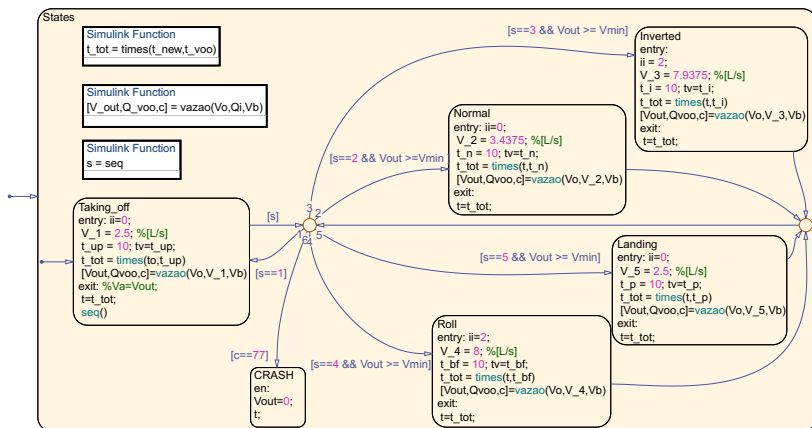 States
Simulink Function
t_tot = times(t_new,t_voo)
Simulink Function
[V_out,Q_voo,c] = vazao(Vo,Qi,Vb)
Simulink Function
s = seq
Taking_off
entry: ii=0;
V_1 = 2.5; %[L/s]
t_up = 10; tv=t_up;
t_tot = times(to,t_up)
[Vout,Qvoo,c]=vazao(Vo,V_1,Vb)
exit: %Va=Vout;
t=t_tot;
seq()
[s]
[s==1]
3
2
1
6
4
5
[s==3 && Vout >= Vmin]
[s==2 && Vout >=Vmin]
[s==5 && Vout >= Vmin]
[s==4 && Vout >= Vmin]
[c==77]
CRASH
en:
Vout=0;
t;
Normal
entry: ii=0;
V_2 = 3.4375; %[L/s]
t_n = 10; tv=t_n;
t_tot = times(t,t_n)
[Vout,Qvoo,c]=vazao(Vo,V_2,Vb)
exit:
t=t_tot;
Inverted
entry:
ii = 2;
V_3 = 7.9375; %[L/s]
t_i = 10; tv=t_i;
t_tot = times(t,t_i)
[Vout,Qvoo,c]=vazao(Vo,V_3,Vb)
exit:
t=t_tot;
Landing
entry: ii=0;
V_5 = 2.5; %[L/s]
t_p = 10; tv=t_p;
t_tot = times(t,t_p)
[Vout,Qvoo,c]=vazao(Vo,V_5,Vb)
exit:
t=t_tot;
Roll
entry: ii=2;
V_4 = 8; %[L/s]
t_bf = 10; tv=t_bf;
t_tot = times(t,t_bf)
[Vout,Qvoo,c]=vazao(Vo,V_4,Vb)
exit:
t=t_tot;